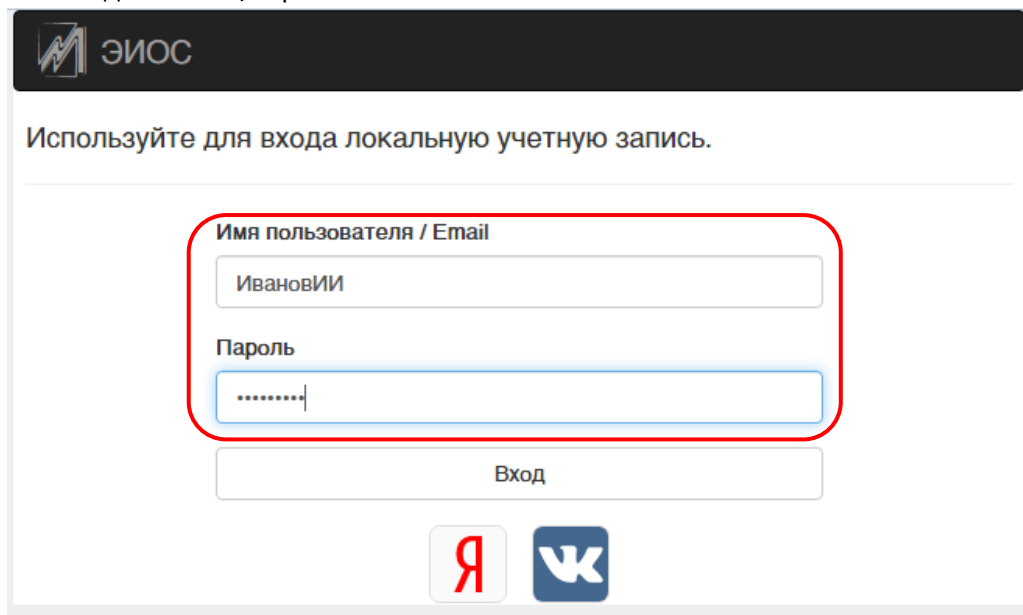 ЭИОС
Используйте для входа локальную учетную запись.
Имя пользователя / Email
ИвановИИ
Пароль
•••••••••
Вход
Я